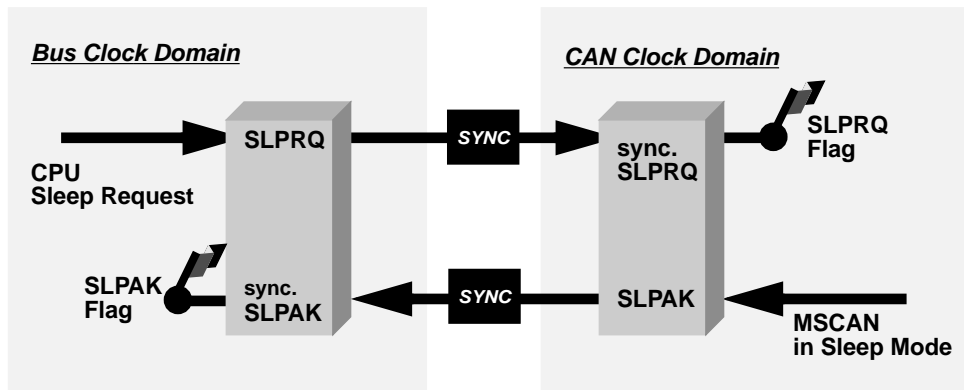 Bus Clock Domain
CAN Clock Domain
SLPRQ
SYNC
sync.
SLPRQ
SLPRQ
Flag
CPU
Sleep Request
SLPAK
Flag
sync.
SLPAK
SYNC
SLPAK
MSCAN
in Sleep Mode